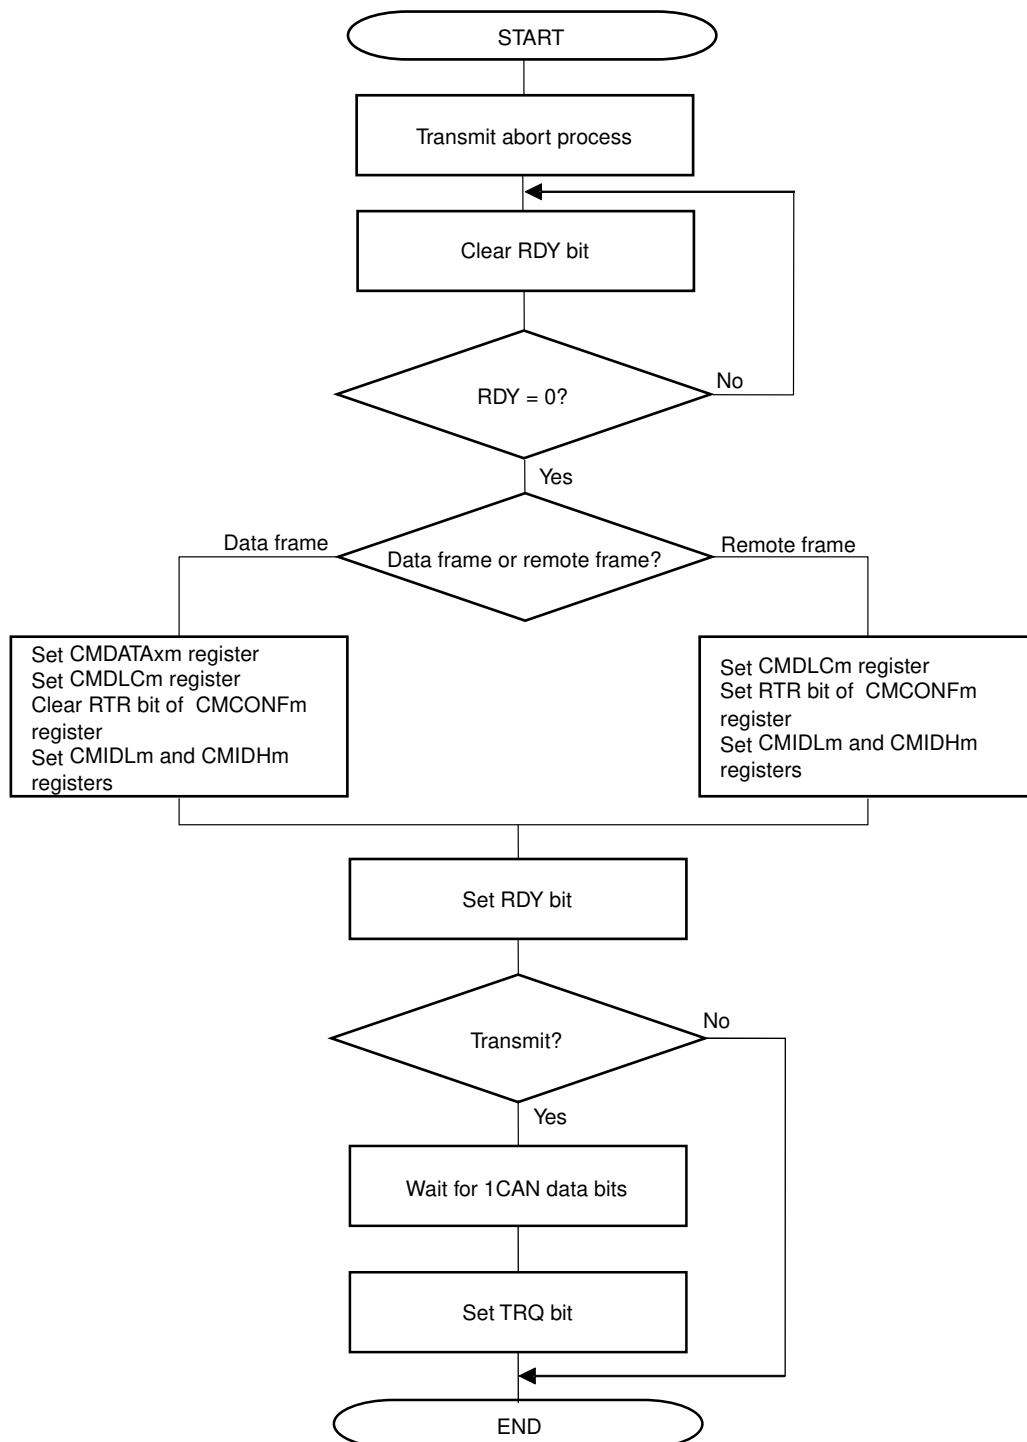 START
Transmit abort process
Clear RDY bit
RDY = 0?
No
Yes
Data frame or remote frame?
Data frame
Remote frame
Set CMDATAxm register
Set CMDLCm register
Clear RTR bit of CMCONFm
register
Set CMIDLm and CMIDHm
registers
Set CMDLCm register
Set RTR bit of CMCONFm
register
Set CMIDLm and CMIDHm
registers
Set RDY bit
Transmit?
No
Yes
Wait for 1CAN data bits
Set TRQ bit
END